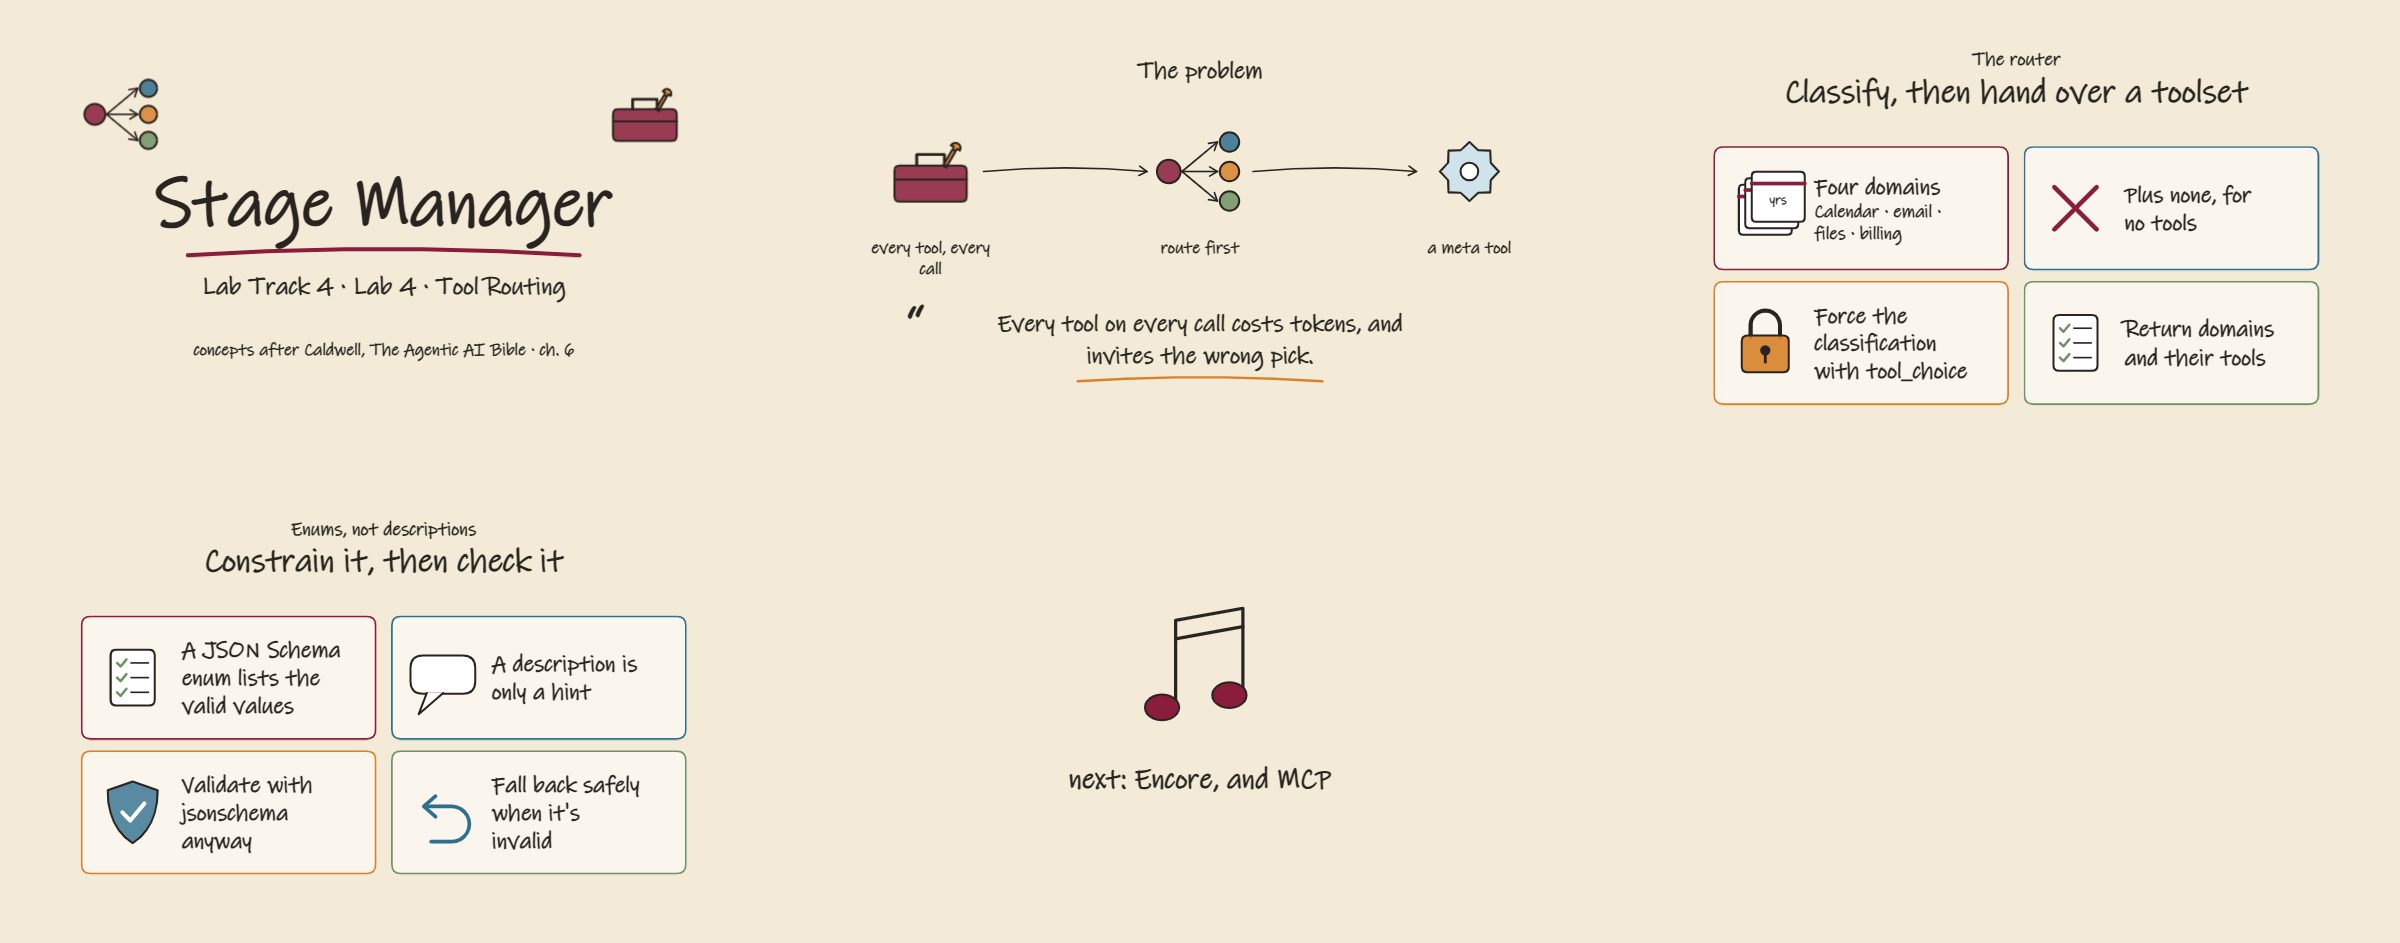 Stage Manager
Lab Track 4 · Lab 4 · Tool Routing
concepts after Caldwell, The Agentic AI Bible · ch. 6
The problem
every tool, every
call
route first
a meta tool
“
Every tool on every call costs tokens, and
invites the wrong pick.
The router
Classify, then hand over a toolset
yrs
Four domains
Calendar · email ·
files · billing
Plus none, for
no tools
Force the
classification
with tool_choice
Return domains
and their tools
Enums, not descriptions
Constrain it, then check it
A JSON Schema
enum lists the
valid values
A description is
only a hint
Validate with
jsonschema
anyway
Fall back safely
when it's
invalid
next: Encore, and MCP